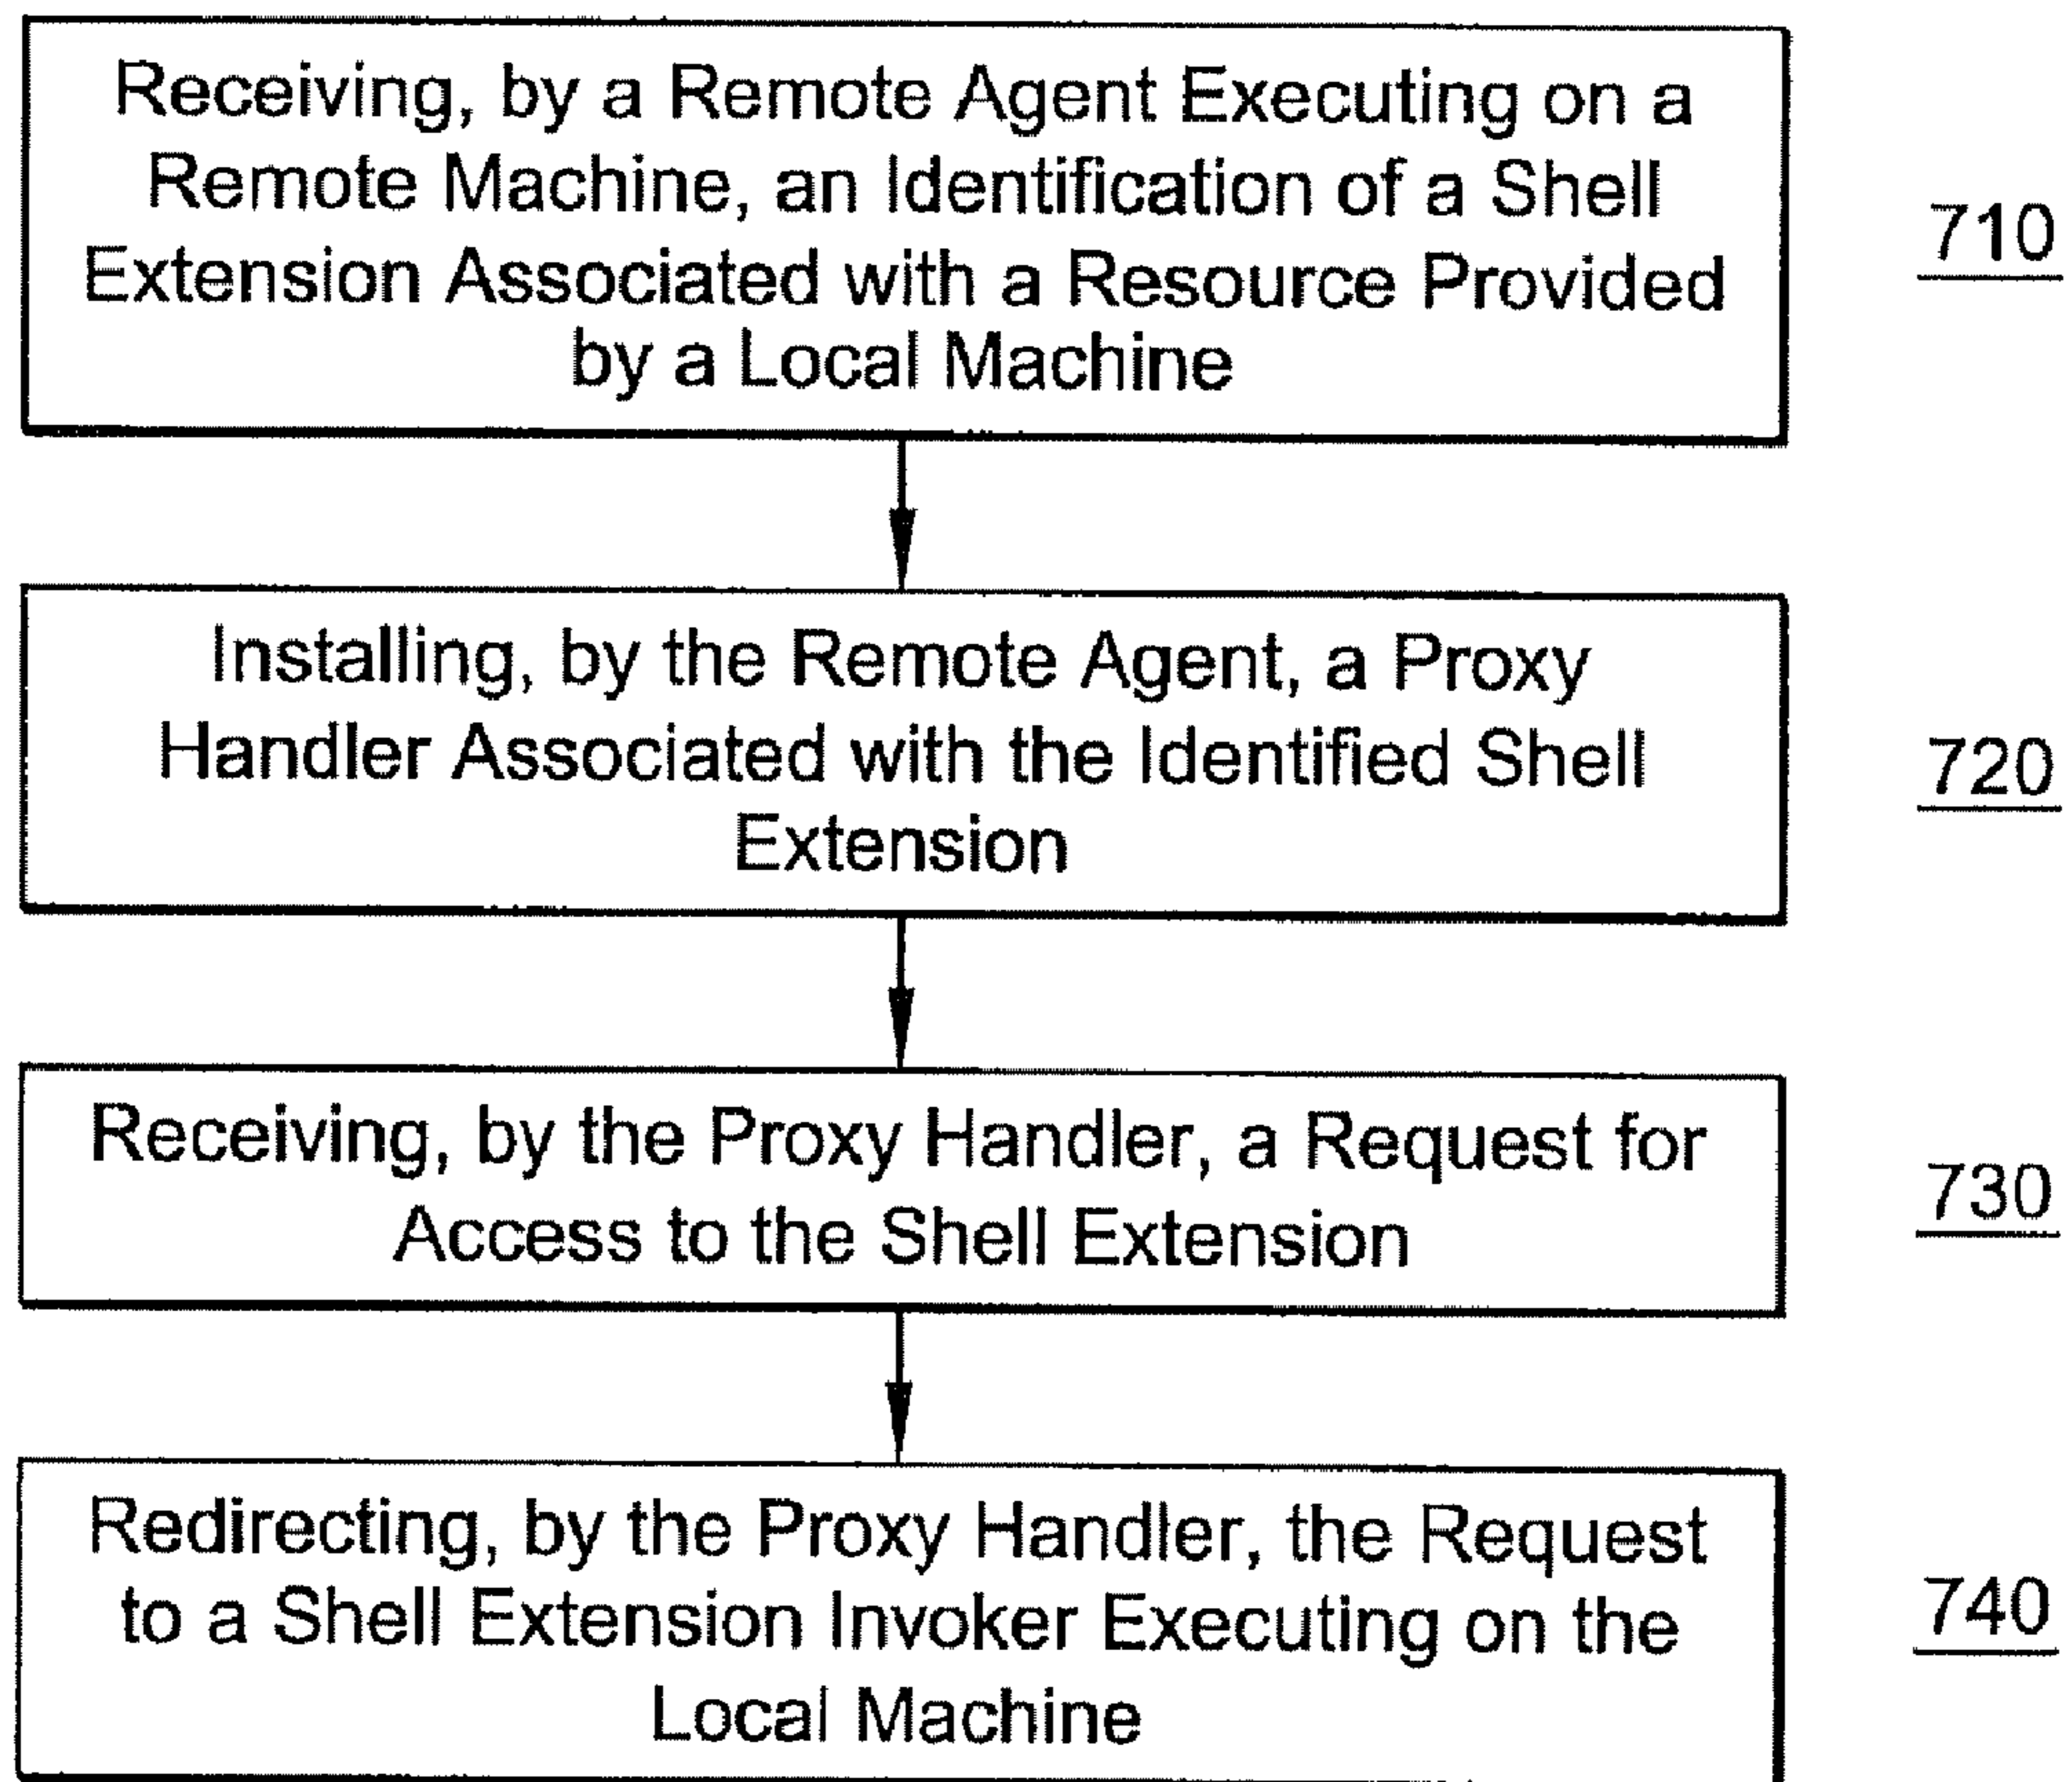 Receiving, by a Remote Agent Executing on a
Remote Machine, an Identification of a Shell
Extension Associated with a Resource Provided
by a Local Machine
710
Installing, by the Remote Agent, a Proxy
Handler Associated with the Identified Shell
Extension
720
Receiving, by the Proxy Handler, a Request for
Access to the Shell Extension
730
Redirecting, by the Proxy Handler, the Request
to a Shell Extension Invoker Executing on the
Local Machine
740